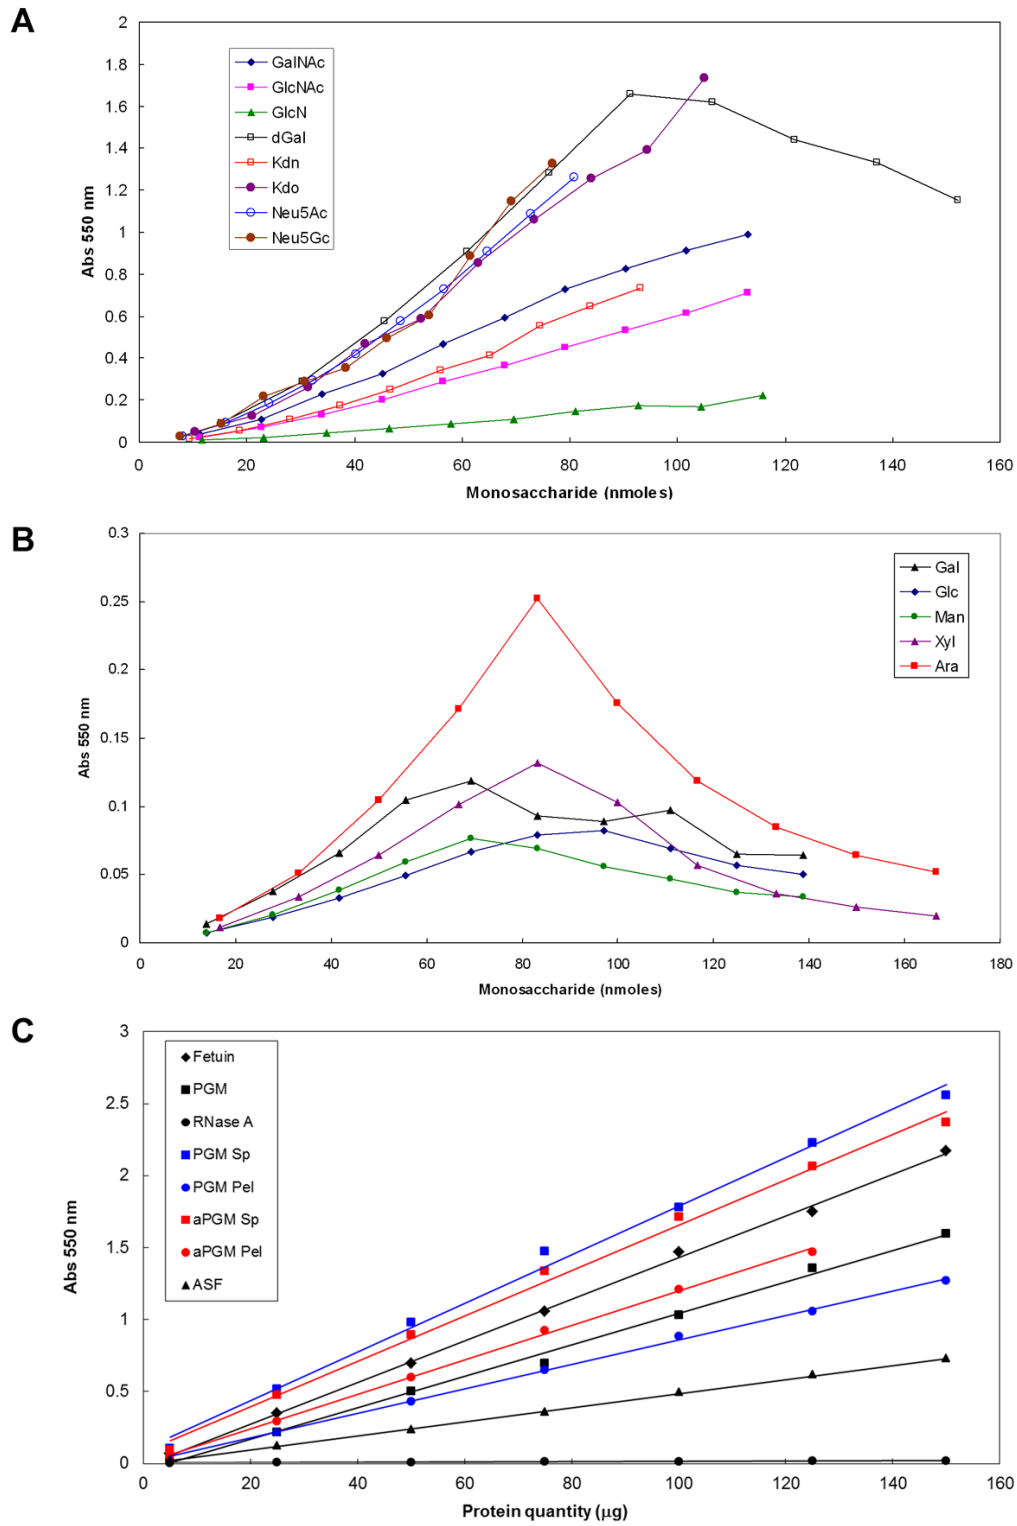 A
2
1.8
1.6
1.4
1.2
1
0.8
0.6
0.4
0.2
0
Abs 550 nm
GalNAc
GlcNAc
GlcN
dGal
Kdn
Kdo
Neu5Ac
Neu5Gc
0 20 40 60 80 100 120 140 160
Monosaccharide (nmoles)
B
0.3
0.25
0.2
0.15
0.1
0.05
0
Abs 550 nm
Gal
Glc
Man
Xyl
Ara
0 20 40 60 80 100 120 140 160 180
Monosaccharide (nmoles)
C
3
2.5
2
1.5
1
0.5
0
Abs 550 nm
Fetuin
PGM
RNase A
PGM Sp
PGM Pel
aPGM Sp
aPGM Pel
ASF
0 20 40 60 80 100 120 140 160
Protein quantity (µg)